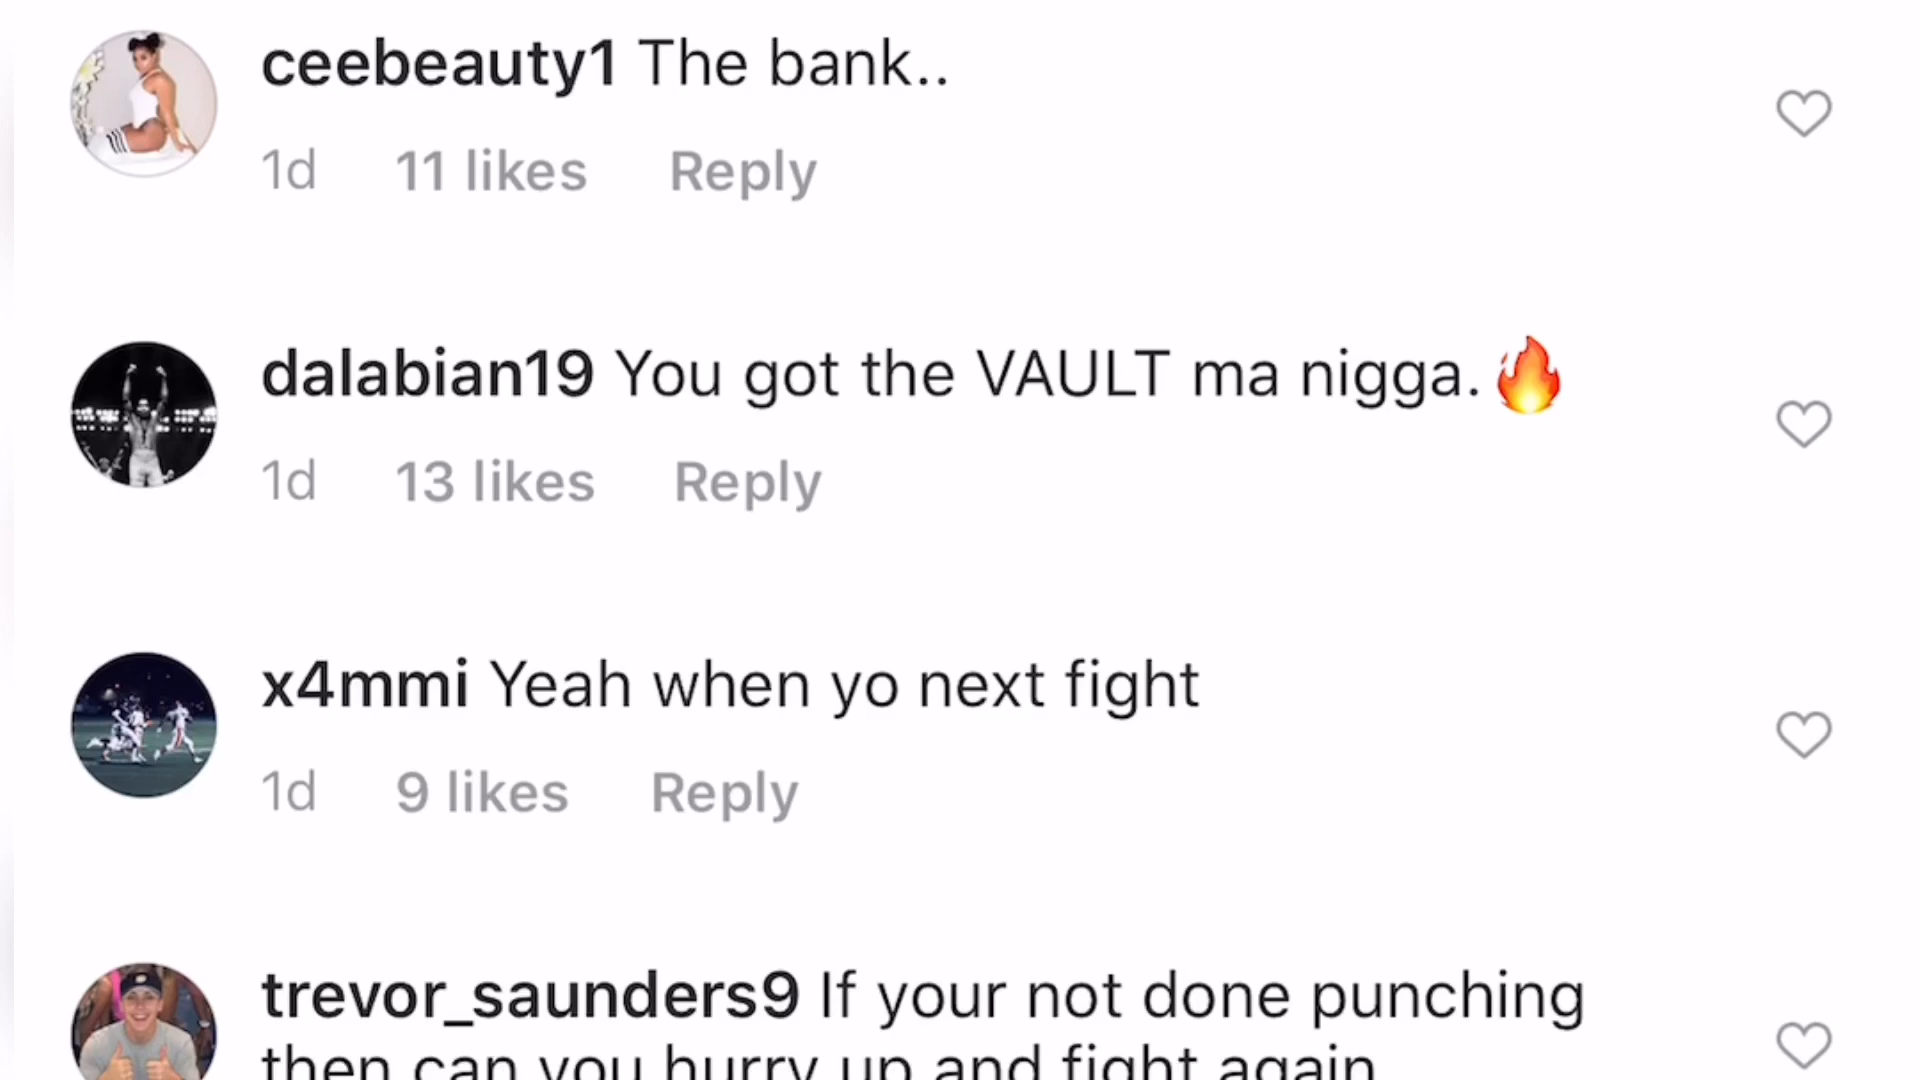 ceebeauty1 The bank..
1d 11 likes Reply
dalabian19 You got the VAULT ma nigga.🔥
1d 13 likes Reply
x4mmi Yeah when yo next fight
1d 9 likes Reply
trevor_saunders9 If your not done punching
then can you hurry up and fight again